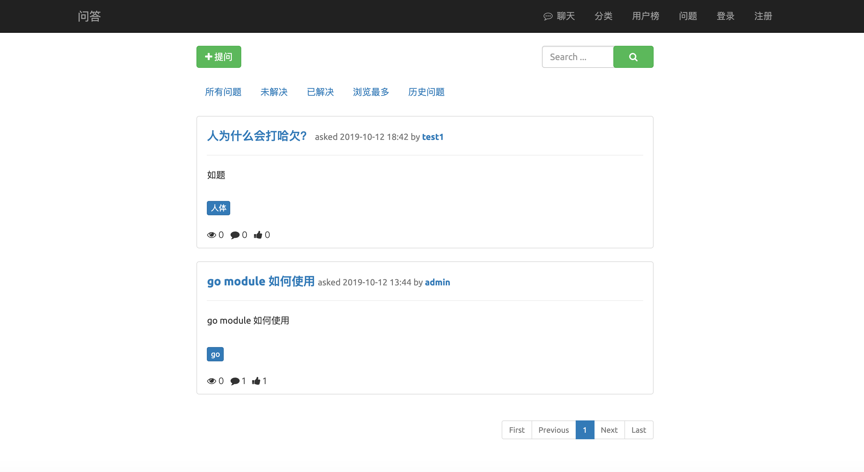 问答 聊天 分类 用户榜 问题 登录 注册
提问 Search ...
所有问题 未解决 已解决 浏览最多 历史问题
人为什么会打哈欠? asked 2019-10-12 18:42 by test1
如题
人体
0 0 0
go module 如何使用 asked 2019-10-12 13:44 by admin
go module 如何使用
go
0 1 1
First Previous 1 Next Last